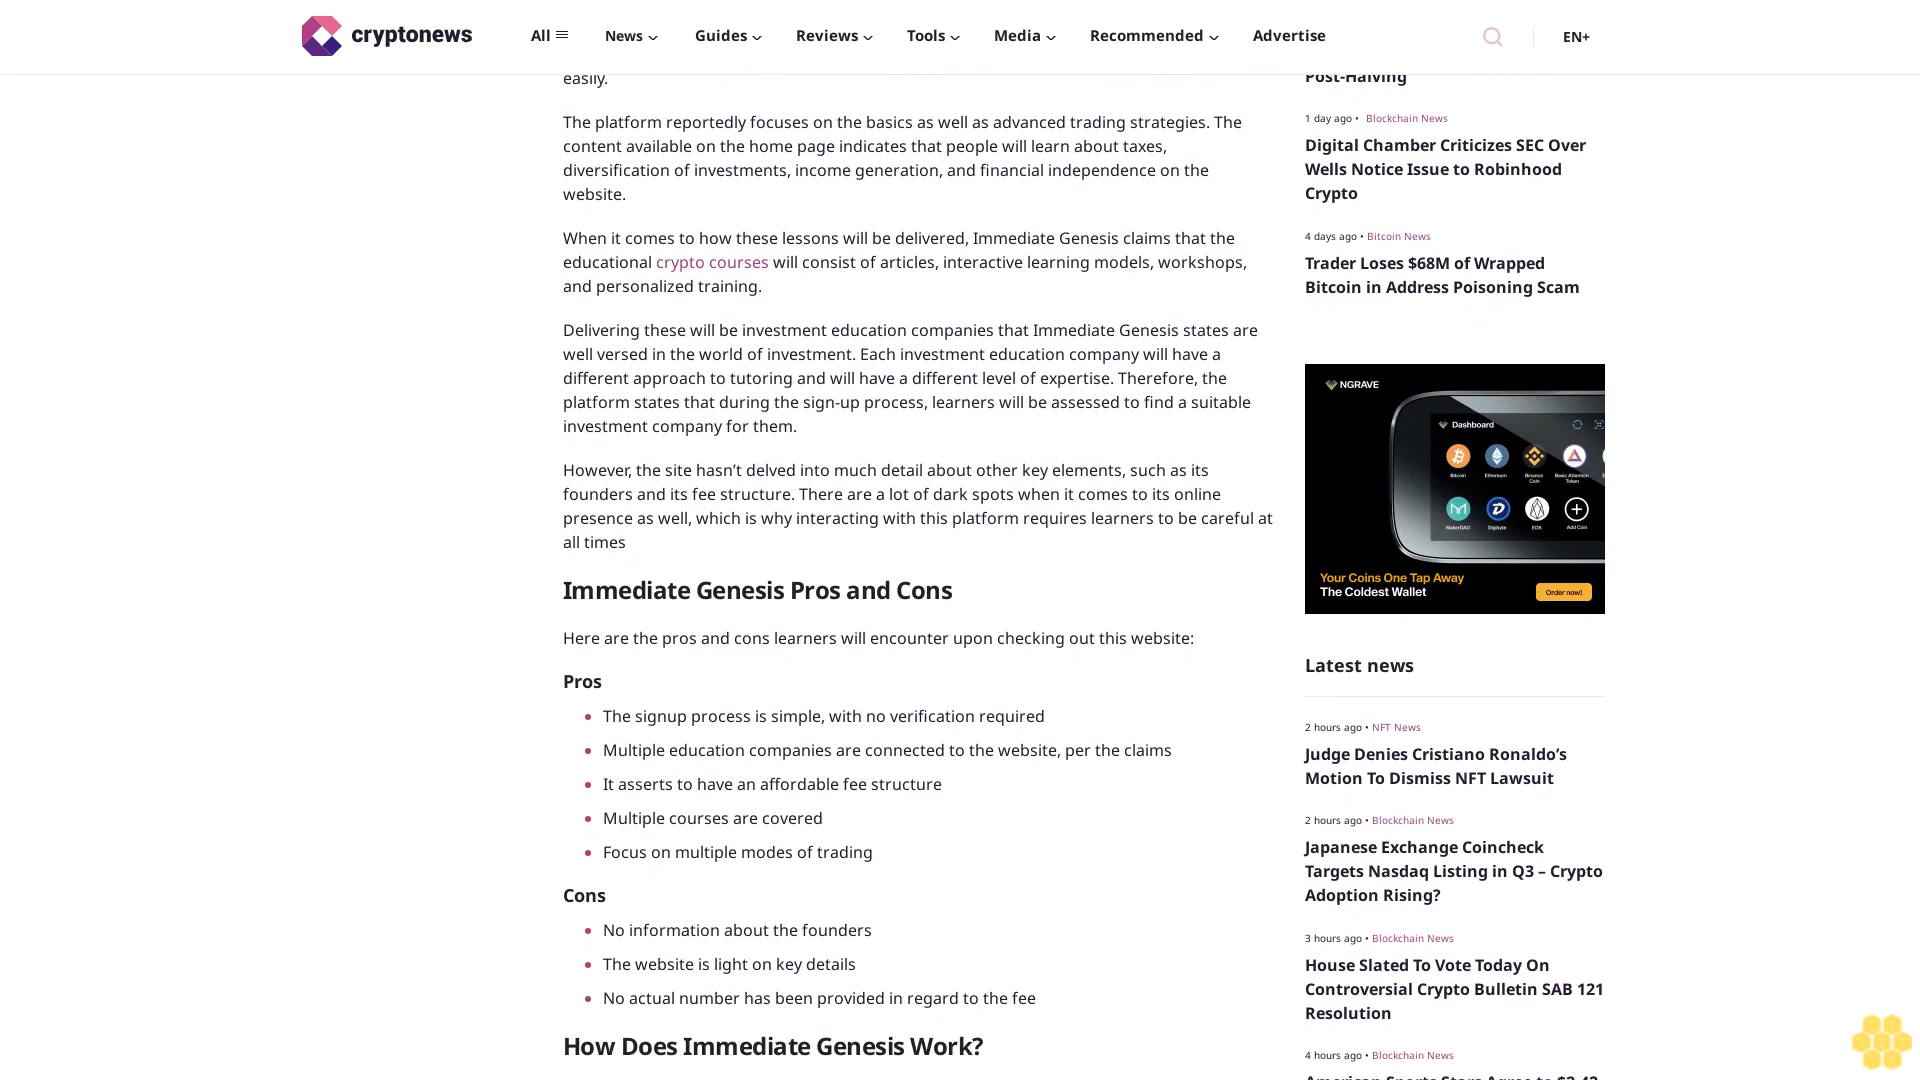 cryptonews
All
News
Guides
Reviews
Tools
Media
Recommended
Advertise
EN+
easily.
The platform reportedly focuses on the basics as well as advanced trading strategies. The
content available on the home page indicates that people will learn about taxes,
diversification of investments, income generation, and financial independence on the
website.
When it comes to how these lessons will be delivered, Immediate Genesis claims that the
educational crypto courses will consist of articles, interactive learning models, workshops,
and personalized training.
Delivering these will be investment education companies that Immediate Genesis states are
well versed in the world of investment. Each investment education company will have a
different approach to tutoring and will have a different level of expertise. Therefore, the
platform states that during the sign-up process, learners will be assessed to find a suitable
investment company for them.
However, the site hasn’t delved into much detail about other key elements, such as its
founders and its fee structure. There are a lot of dark spots when it comes to its online
presence as well, which is why interacting with this platform requires learners to be careful at
all times
Immediate Genesis Pros and Cons
Here are the pros and cons learners will encounter upon checking out this website:
Pros
The signup process is simple, with no verification required
Multiple education companies are connected to the website, per the claims
It asserts to have an affordable fee structure
Multiple courses are covered
Focus on multiple modes of trading
Cons
No information about the founders
The website is light on key details
No actual number has been provided in regard to the fee
How Does Immediate Genesis Work?
Post-Halving
1 day ago • Blockchain News
Digital Chamber Criticizes SEC Over
Wells Notice Issue to Robinhood
Crypto
4 days ago • Bitcoin News
Trader Loses $68M of Wrapped
Bitcoin in Address Poisoning Scam
NGRAVE
Dashboard
Bitcoin
Ethereum
Binance
Coin
Basic Attention
Token
MakerDAO
Digibyte
EOS
Add Coin
Your Coins One Tap Away
The Coldest Wallet
Order now!
Latest news
2 hours ago • NFT News
Judge Denies Cristiano Ronaldo’s
Motion To Dismiss NFT Lawsuit
2 hours ago • Blockchain News
Japanese Exchange Coincheck
Targets Nasdaq Listing in Q3 – Crypto
Adoption Rising?
3 hours ago • Blockchain News
House Slated To Vote Today On
Controversial Crypto Bulletin SAB 121
Resolution
4 hours ago • Blockchain News
American Sports Stars Agree to $2.42